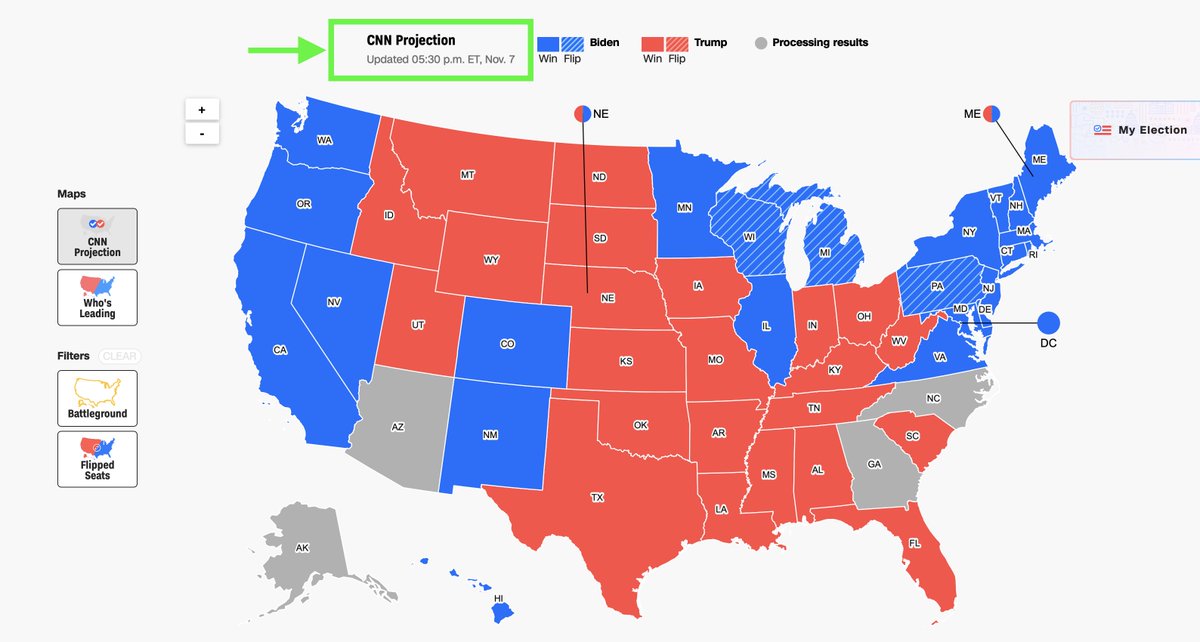 CNN Projection
Updated 05:30 p.m. ET, Nov. 7
Biden
Win Flip
Trump
Win Flip
Processing results
+
-
NE
ME
My Election
Maps
CNN
Projection
Who's
Leading
Filters CLEAR
Battleground
Flipped
Seats
WA
MT
ND
MN
ME
OR
ID
SD
WI
MI
VT
NH
NY
MA
CT
RI
WY
IA
PA
NJ
NV
NE
IL
IN
OH
MD
DE
DC
UT
CO
KS
MO
WV
VA
CA
KY
AZ
NM
OK
AR
TN
NC
SC
TX
LA
MS
AL
GA
FL
AK
HI